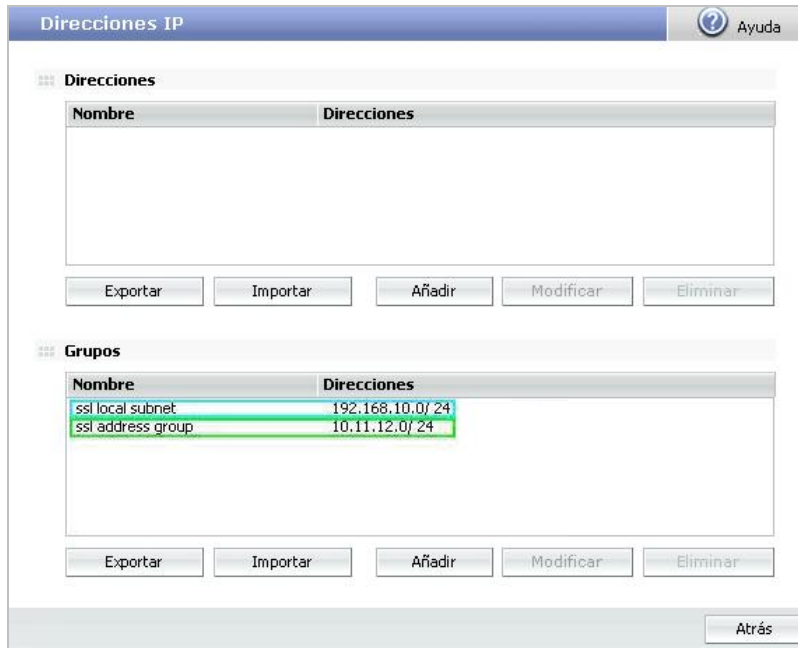 Direcciones IP
Ayuda
Direcciones
Nombre Direcciones
Exportar Importar Añadir Modificar Eliminar
Grupos
Nombre Direcciones
ssl local subnet 192.168.10.0/ 24
ssl address group 10.11.12.0/ 24
Exportar Importar Añadir Modificar Eliminar
Atrás